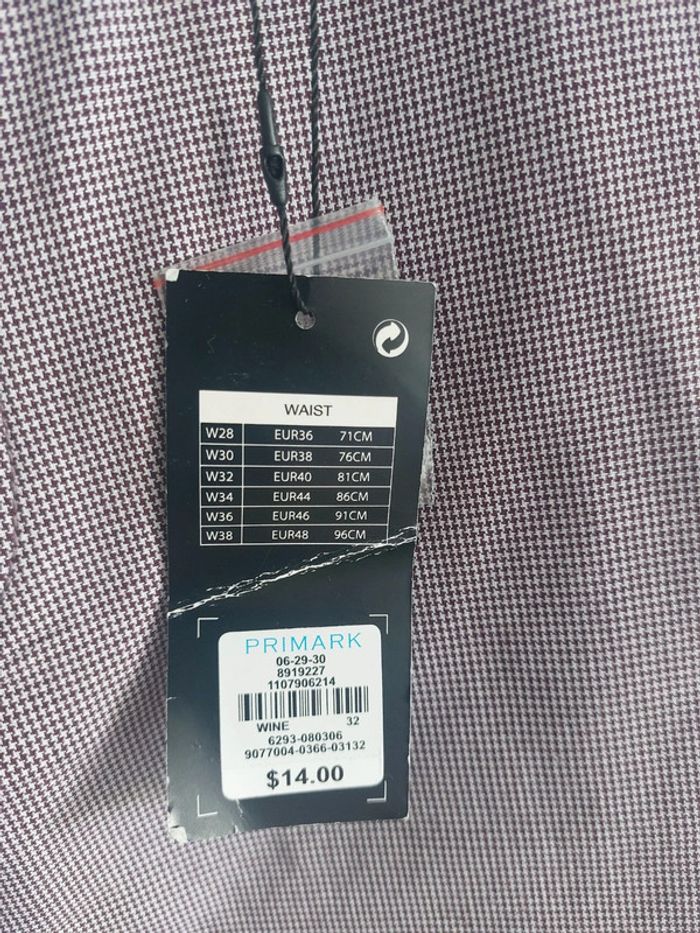 WAIST
W28 EUR36 71CM
W30 EUR38 76CM
W32 EUR40 81CM
W34 EUR44 86CM
W36 EUR46 91CM
W38 EUR48 96CM
PRIMARK
06-29-30
8919227
1107906214
WINE 32
6293-080306
9077004-0366-03132
$14.00